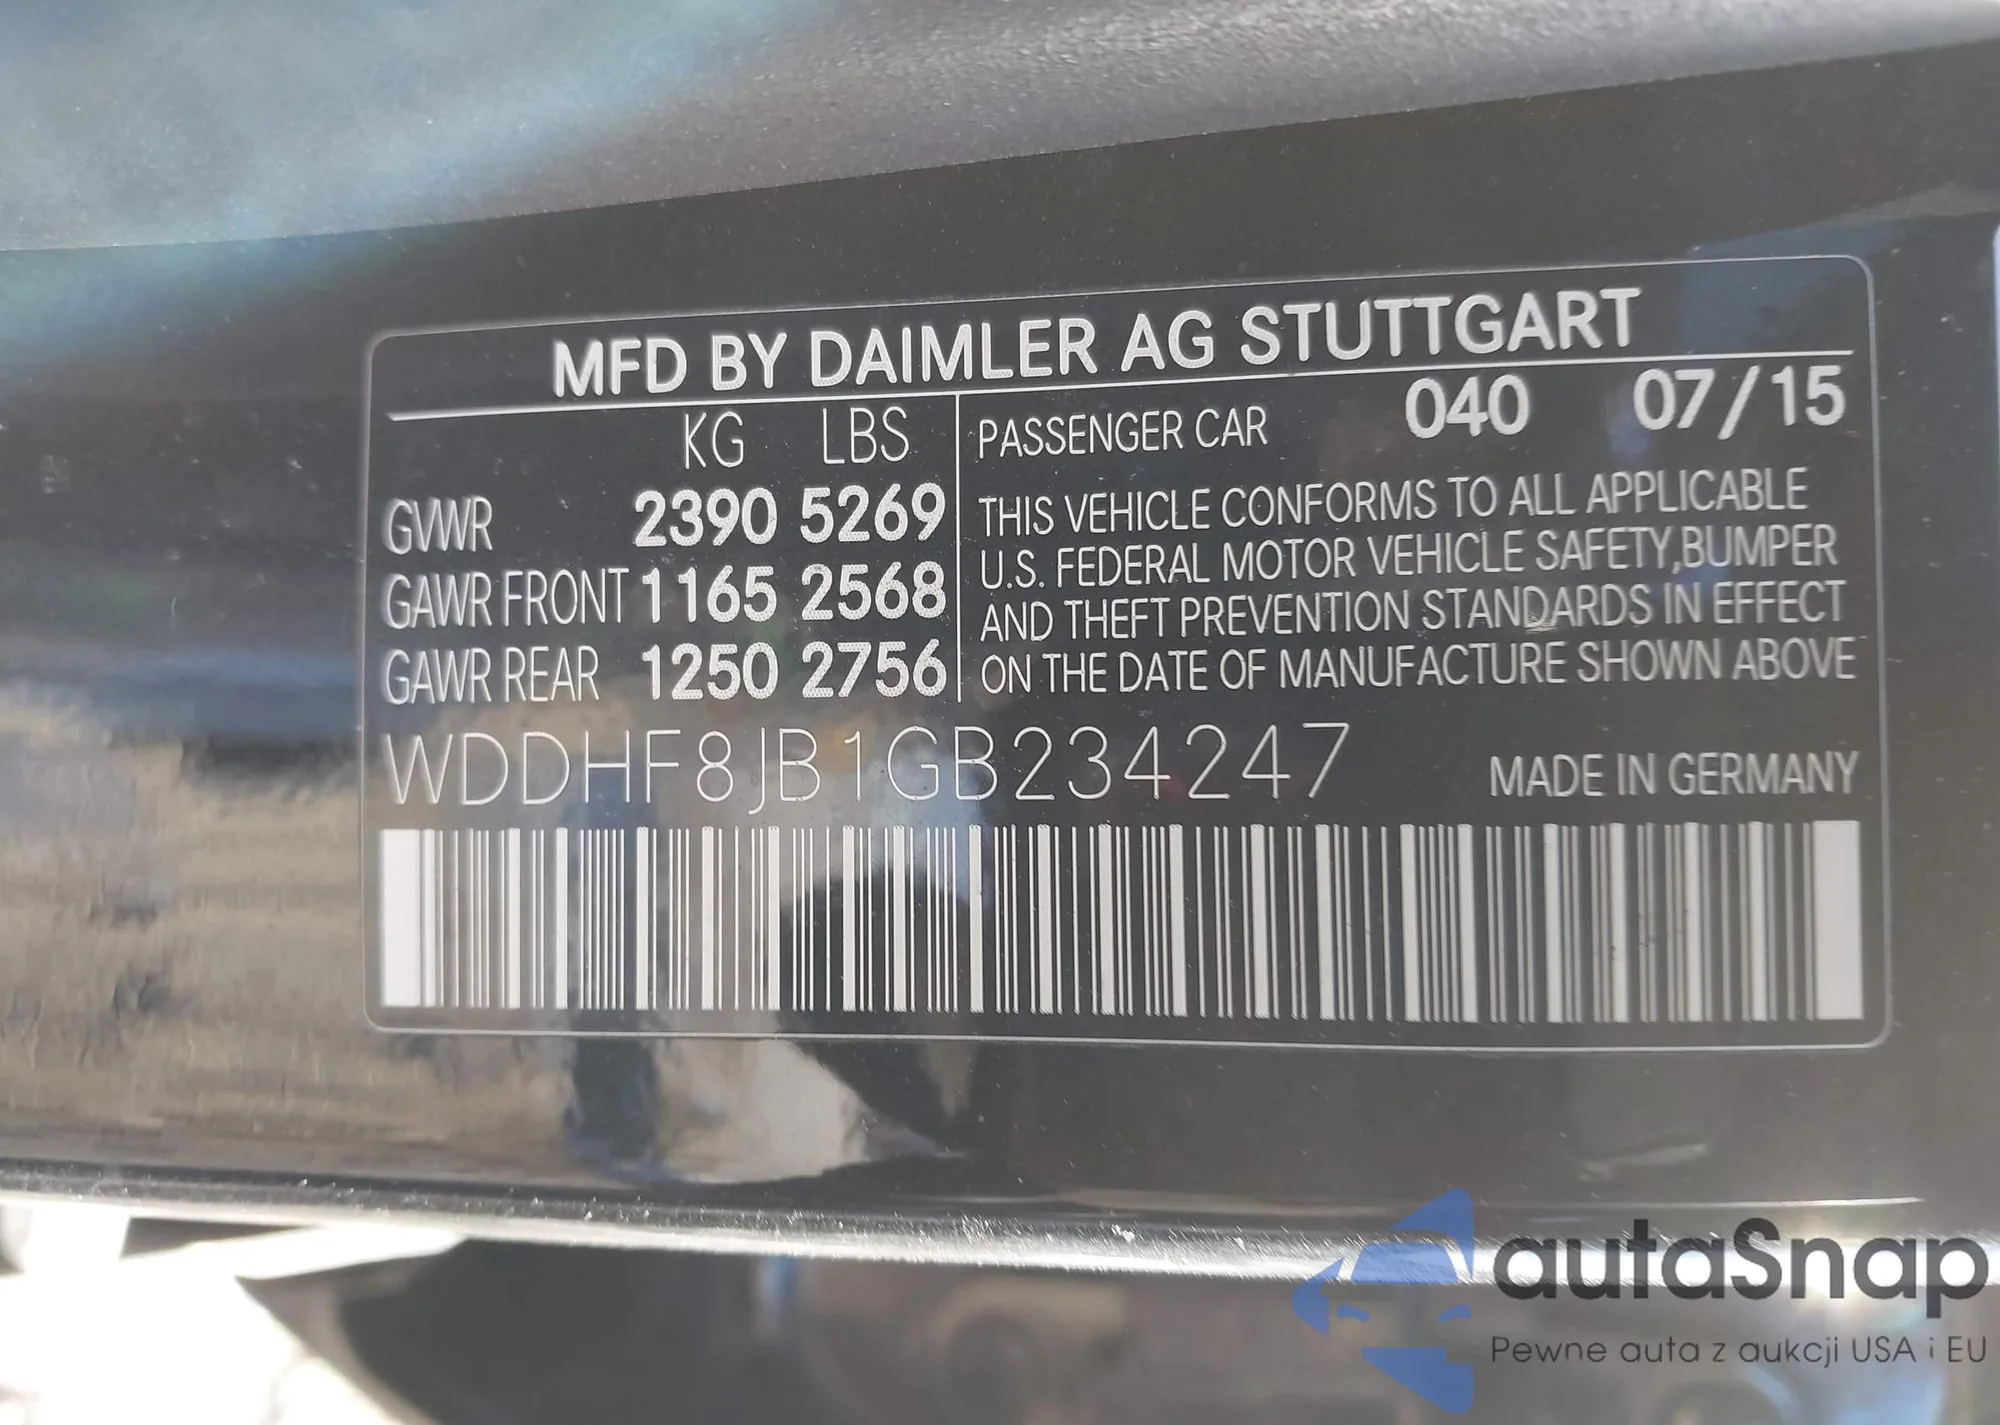 MFD BY DAIMLER AG STUTTGART
KG LBS
GVWR 2390 5269
GAWR FRONT 1165 2568
GAWR REAR 1250 2756
PASSENGER CAR 040 07/15
THIS VEHICLE CONFORMS TO ALL APPLICABLE
U.S. FEDERAL MOTOR VEHICLE SAFETY,BUMPER
AND THEFT PREVENTION STANDARDS IN EFFECT
ON THE DATE OF MANUFACTURE SHOWN ABOVE
WDDHF8JB1GB234247
MADE IN GERMANY
autaSnap
Pewne auta z aukcji USA i EU